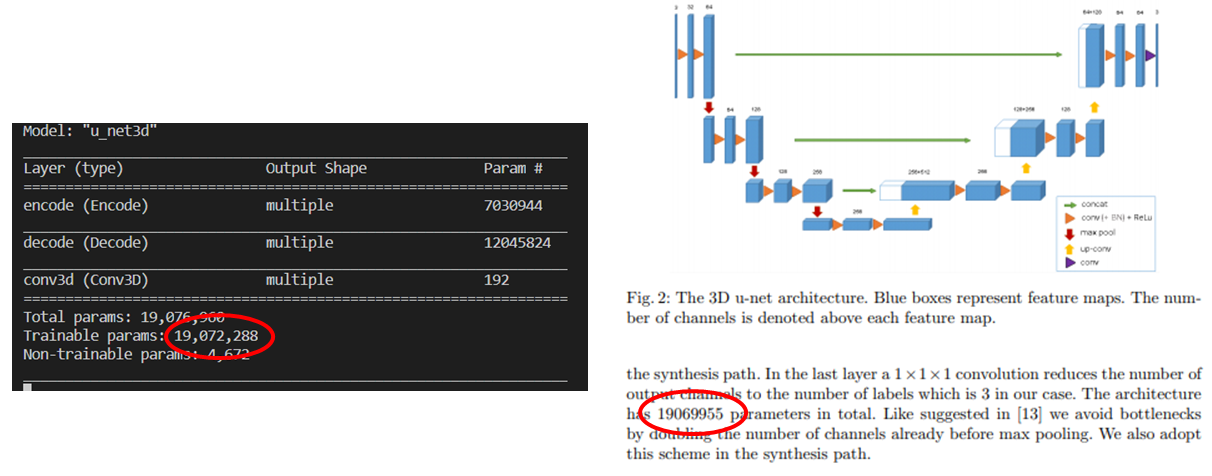 Model: "u_net3d"
Layer (type) Output Shape Param #
encode (Encode) multiple 7030944
decode (Decode) multiple 12045824
conv3d (Conv3D) multiple 192
Total params: 19,076,960
Trainable params: 19,072,288
Non-trainable params: 4,672
3 32 64
64+128 64 64 3
64 128
128+256 128
128 256
256+512 256
256
concat
conv (+ BN) + ReLu
max pool
up-conv
conv
Fig. 2: The 3D u-net architecture. Blue boxes represent feature maps. The num-
ber of channels is denoted above each feature map.
the synthesis path. In the last layer a 1×1×1 convolution reduces the number of
output channels to the number of labels which is 3 in our case. The architecture
has 19069955 parameters in total. Like suggested in [13] we avoid bottlenecks
by doubling the number of channels already before max pooling. We also adopt
this scheme in the synthesis path.